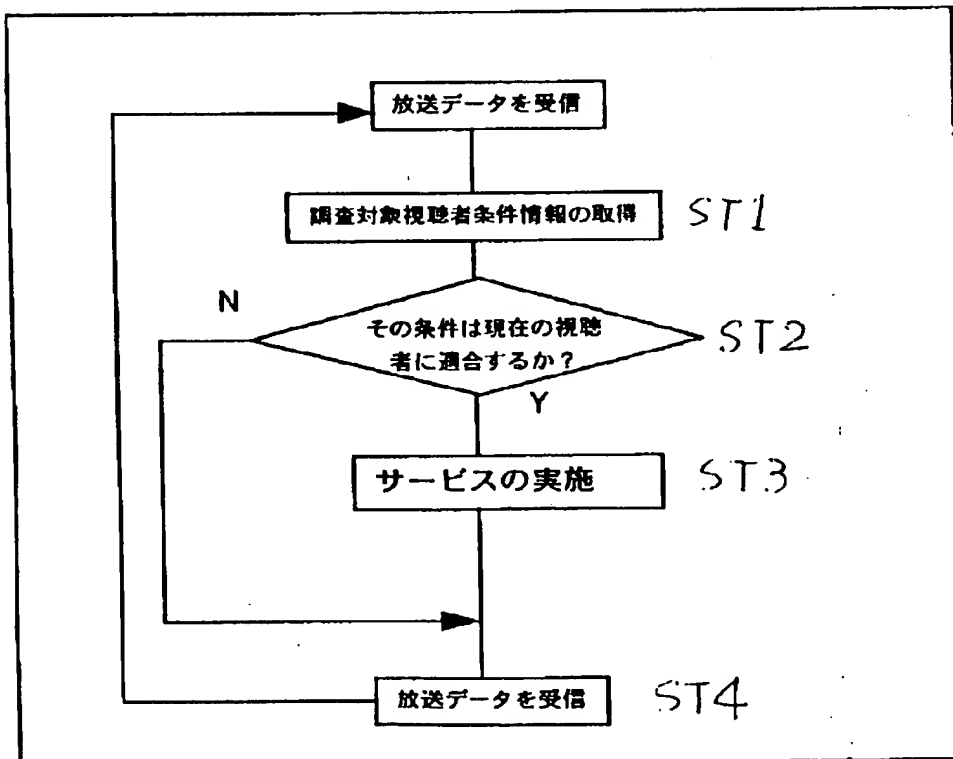 放送データを受信
調査対象視聴者条件情報の取得
ST1
N
その条件は現在の視聴
者に適合するか?
ST2
Y
サービスの実施
ST3
放送データを受信
ST4